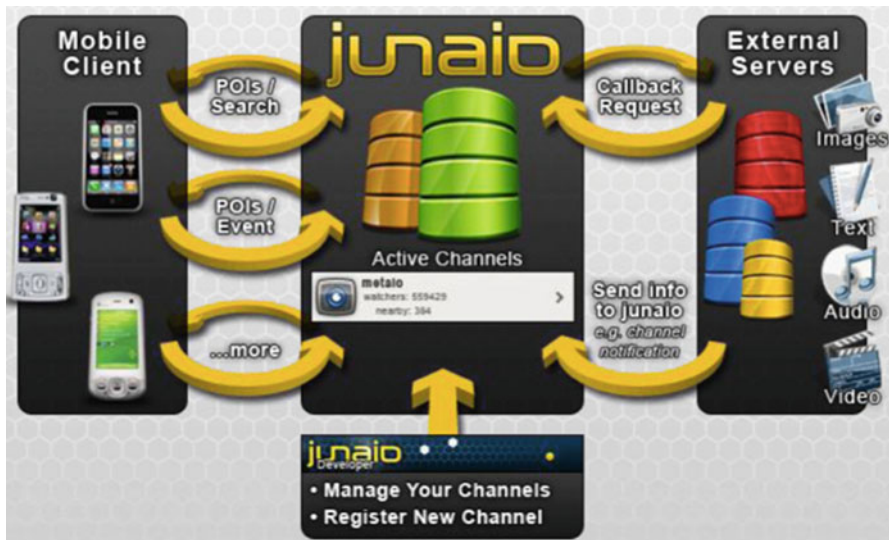 Mobile
Client
POIs /
Search
POIs /
Event
...more
junaio
Active Channels
metaio
watchers: 559429
nearby: 384
Callback
Request
Send info
to junaio
e.g. channel
notification
External
Servers
Images
Text
Audio
Video
junaio
Developer
• Manage Your Channels
• Register New Channel